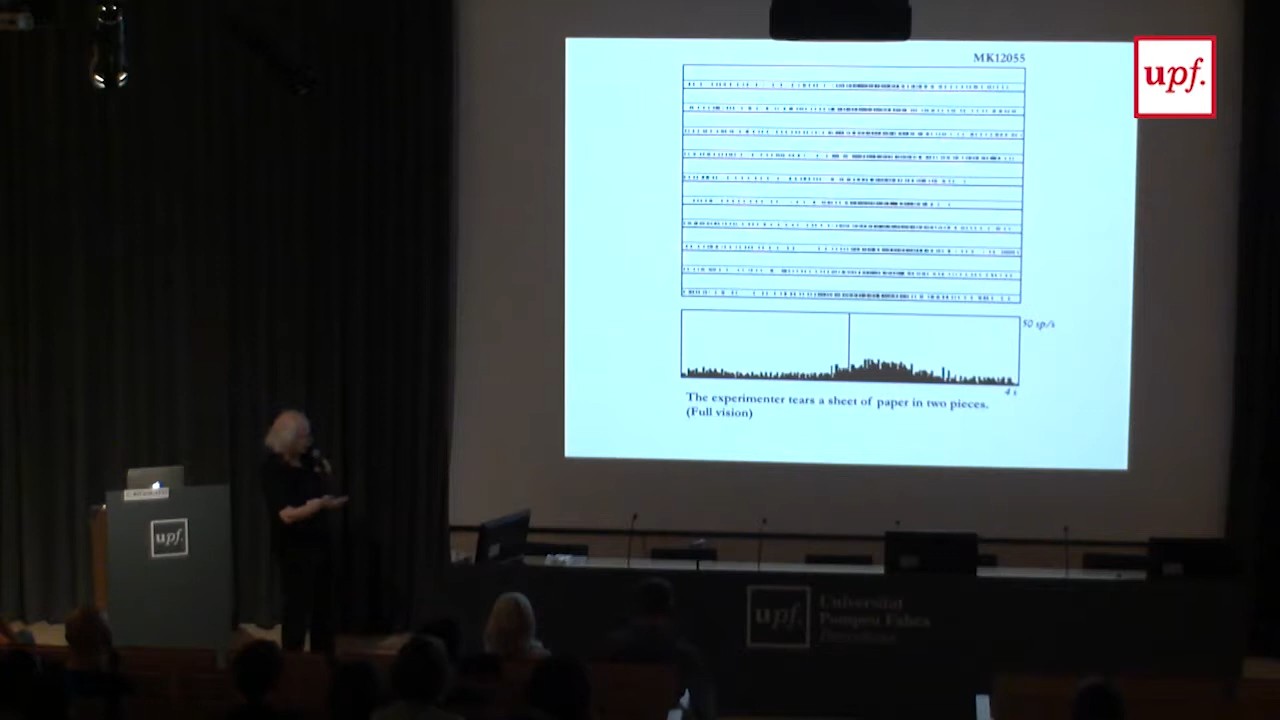 MK12055
upf.
50 sp/s
4 s
The experimenter tears a sheet of paper in two pieces.
(Full vision)
upf.
upf.
Universitat
Pompeu Fabra
Barcelona